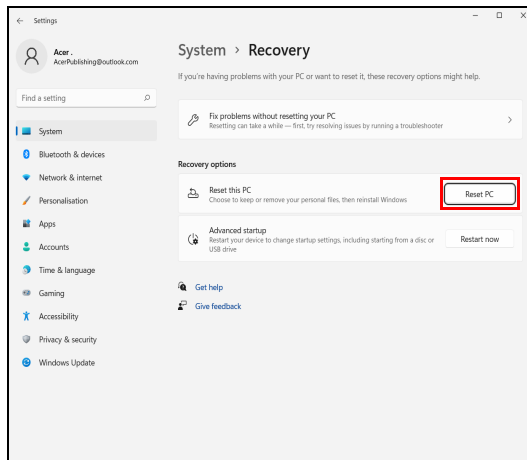 Settings
Acer .
AcerPublishing@outlook.com
Find a setting
System
Bluetooth & devices
Network & internet
Personalisation
Apps
Accounts
Time & language
Gaming
Accessibility
Privacy & security
Windows Update
System > Recovery
If you're having problems with your PC or want to reset it, these recovery options might help.
Fix problems without resetting your PC
Resetting can take a while — first, try resolving issues by running a troubleshooter
Recovery options
Reset this PC
Choose to keep or remove your personal files, then reinstall Windows
Reset PC
Advanced startup
Restart your device to change startup settings, including starting from a disc or
USB drive
Restart now
Get help
Give feedback